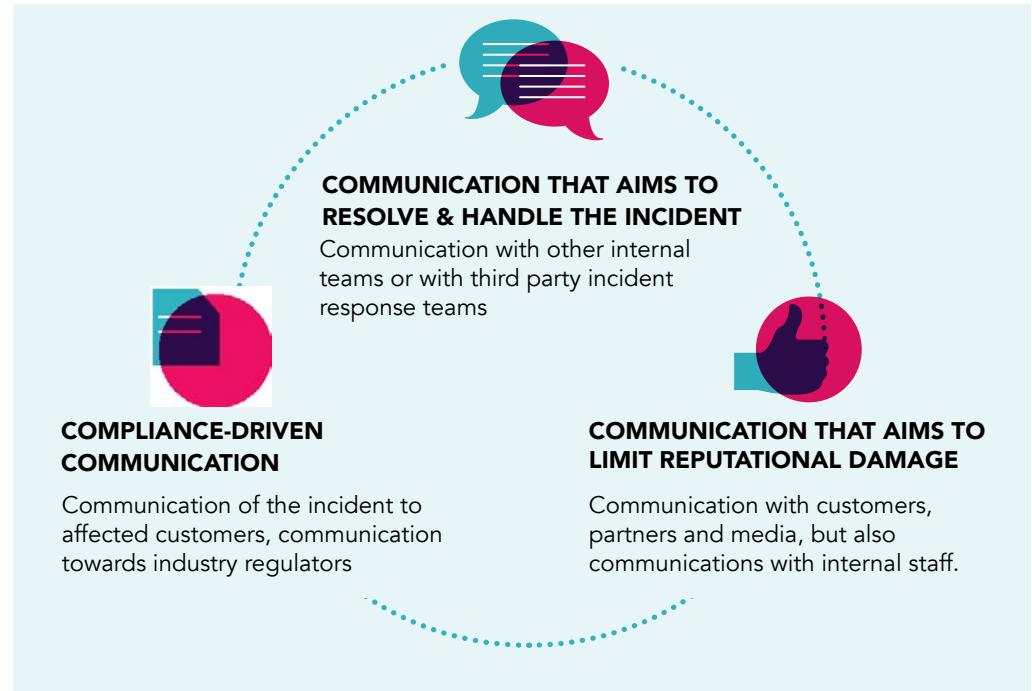 COMMUNICATION THAT AIMS TO
RESOLVE & HANDLE THE INCIDENT
Communication with other internal
teams or with third party incident
response teams
COMPLIANCE-DRIVEN
COMMUNICATION
Communication of the incident to
affected customers, communication
towards industry regulators
COMMUNICATION THAT AIMS TO
LIMIT REPUTATIONAL DAMAGE
Communication with customers,
partners and media, but also
communications with internal staff.